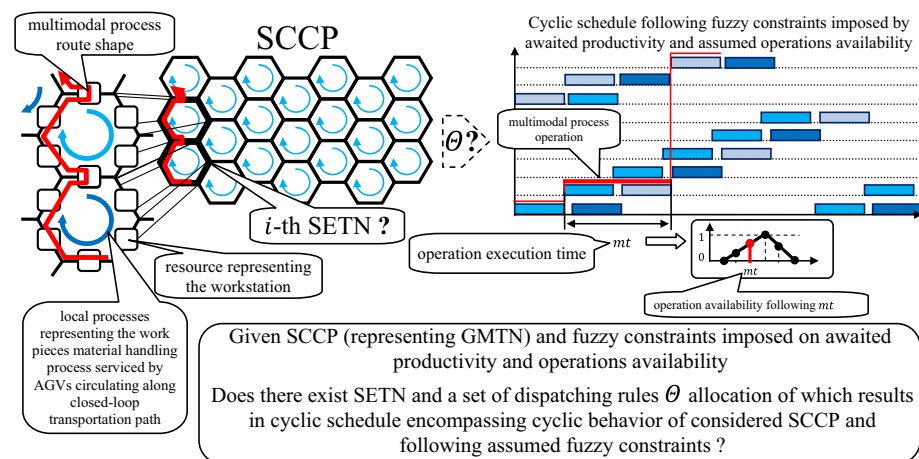 multimodal process
route shape
SCCP
i-th SETN ?
resource representing
the workstation
local processes
representing the work
pieces material handling
process serviced by
AGVs circulating along
closed-loop
transportation path
Θ?
Cyclic schedule following fuzzy constraints imposed by
awaited productivity and assumed operations availability
multimodal process
operation
operation execution time
mt
1
0
mt
operation availability following mt
Given SCCP (representing GMTN) and fuzzy constraints imposed on awaited
productivity and operations availability
Does there exist SETN and a set of dispatching rules Θ allocation of which results
in cyclic schedule encompassing cyclic behavior of considered SCCP and
following assumed fuzzy constraints ?